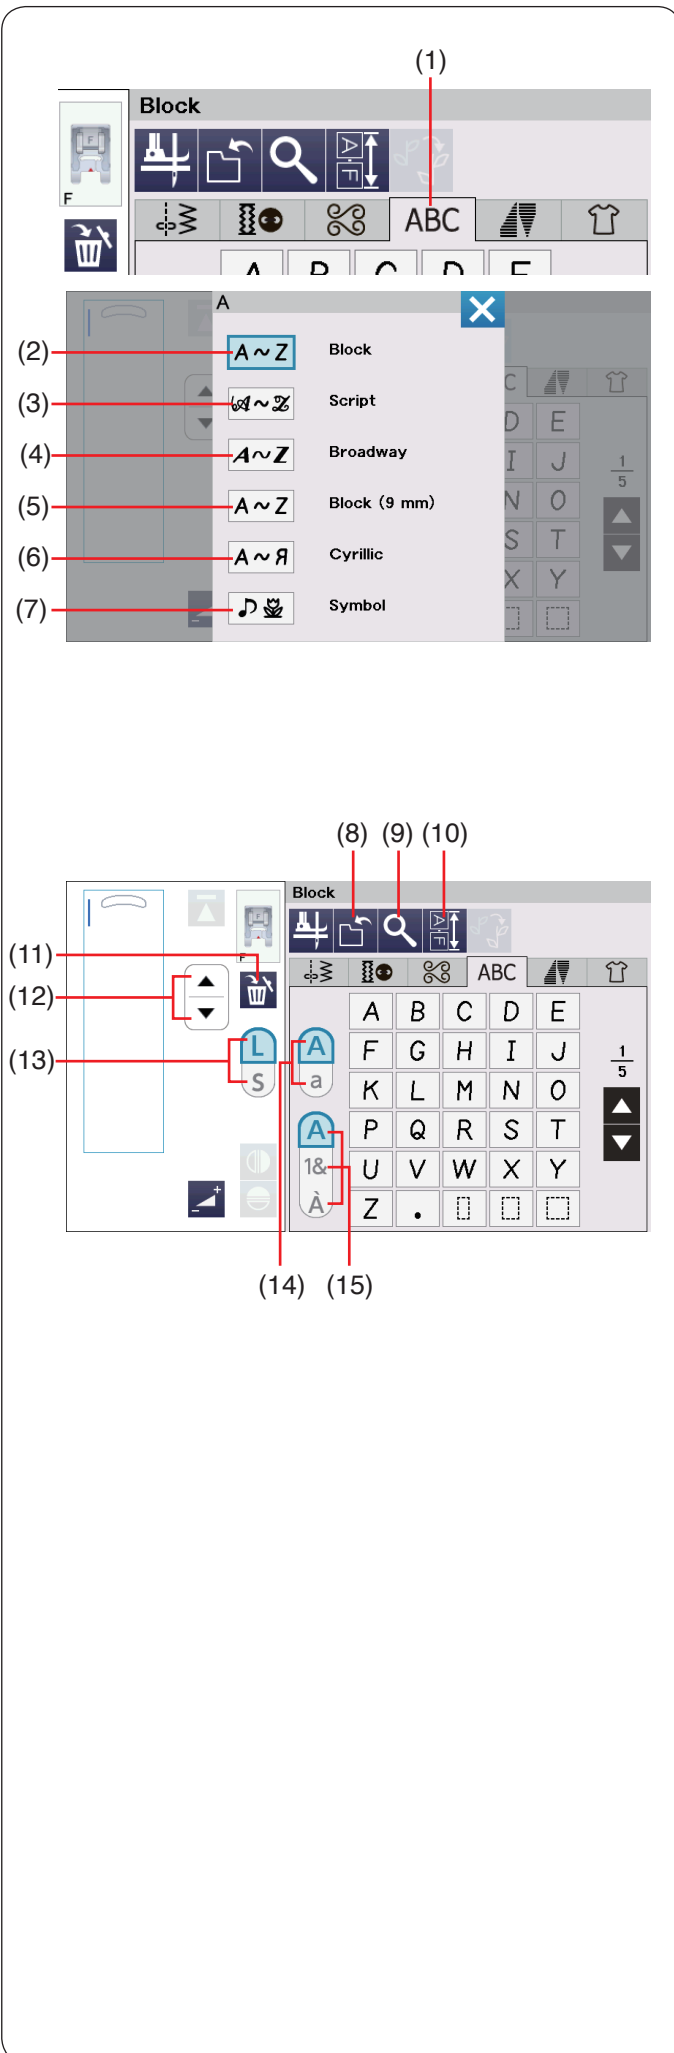 (1)
Block
F
ABC
A B C D E
A
(2) A ~ Z Block
(3) A ~ Z Script
(4) A ~ Z Broadway
(5) A ~ Z Block (9 mm)
(6) A ~ Я Cyrillic
(7) Symbol
C
D E
I J
N O
S T
X Y
1
5
(8) (9) (10)
Block
A F
F
ABC
(11)
(12)
(13)
L
S
A
a
A
1&
À
A B C D E
F G H I J
K L M N O
P Q R S T
U V W X Y
Z .
1
5
(14) (15)